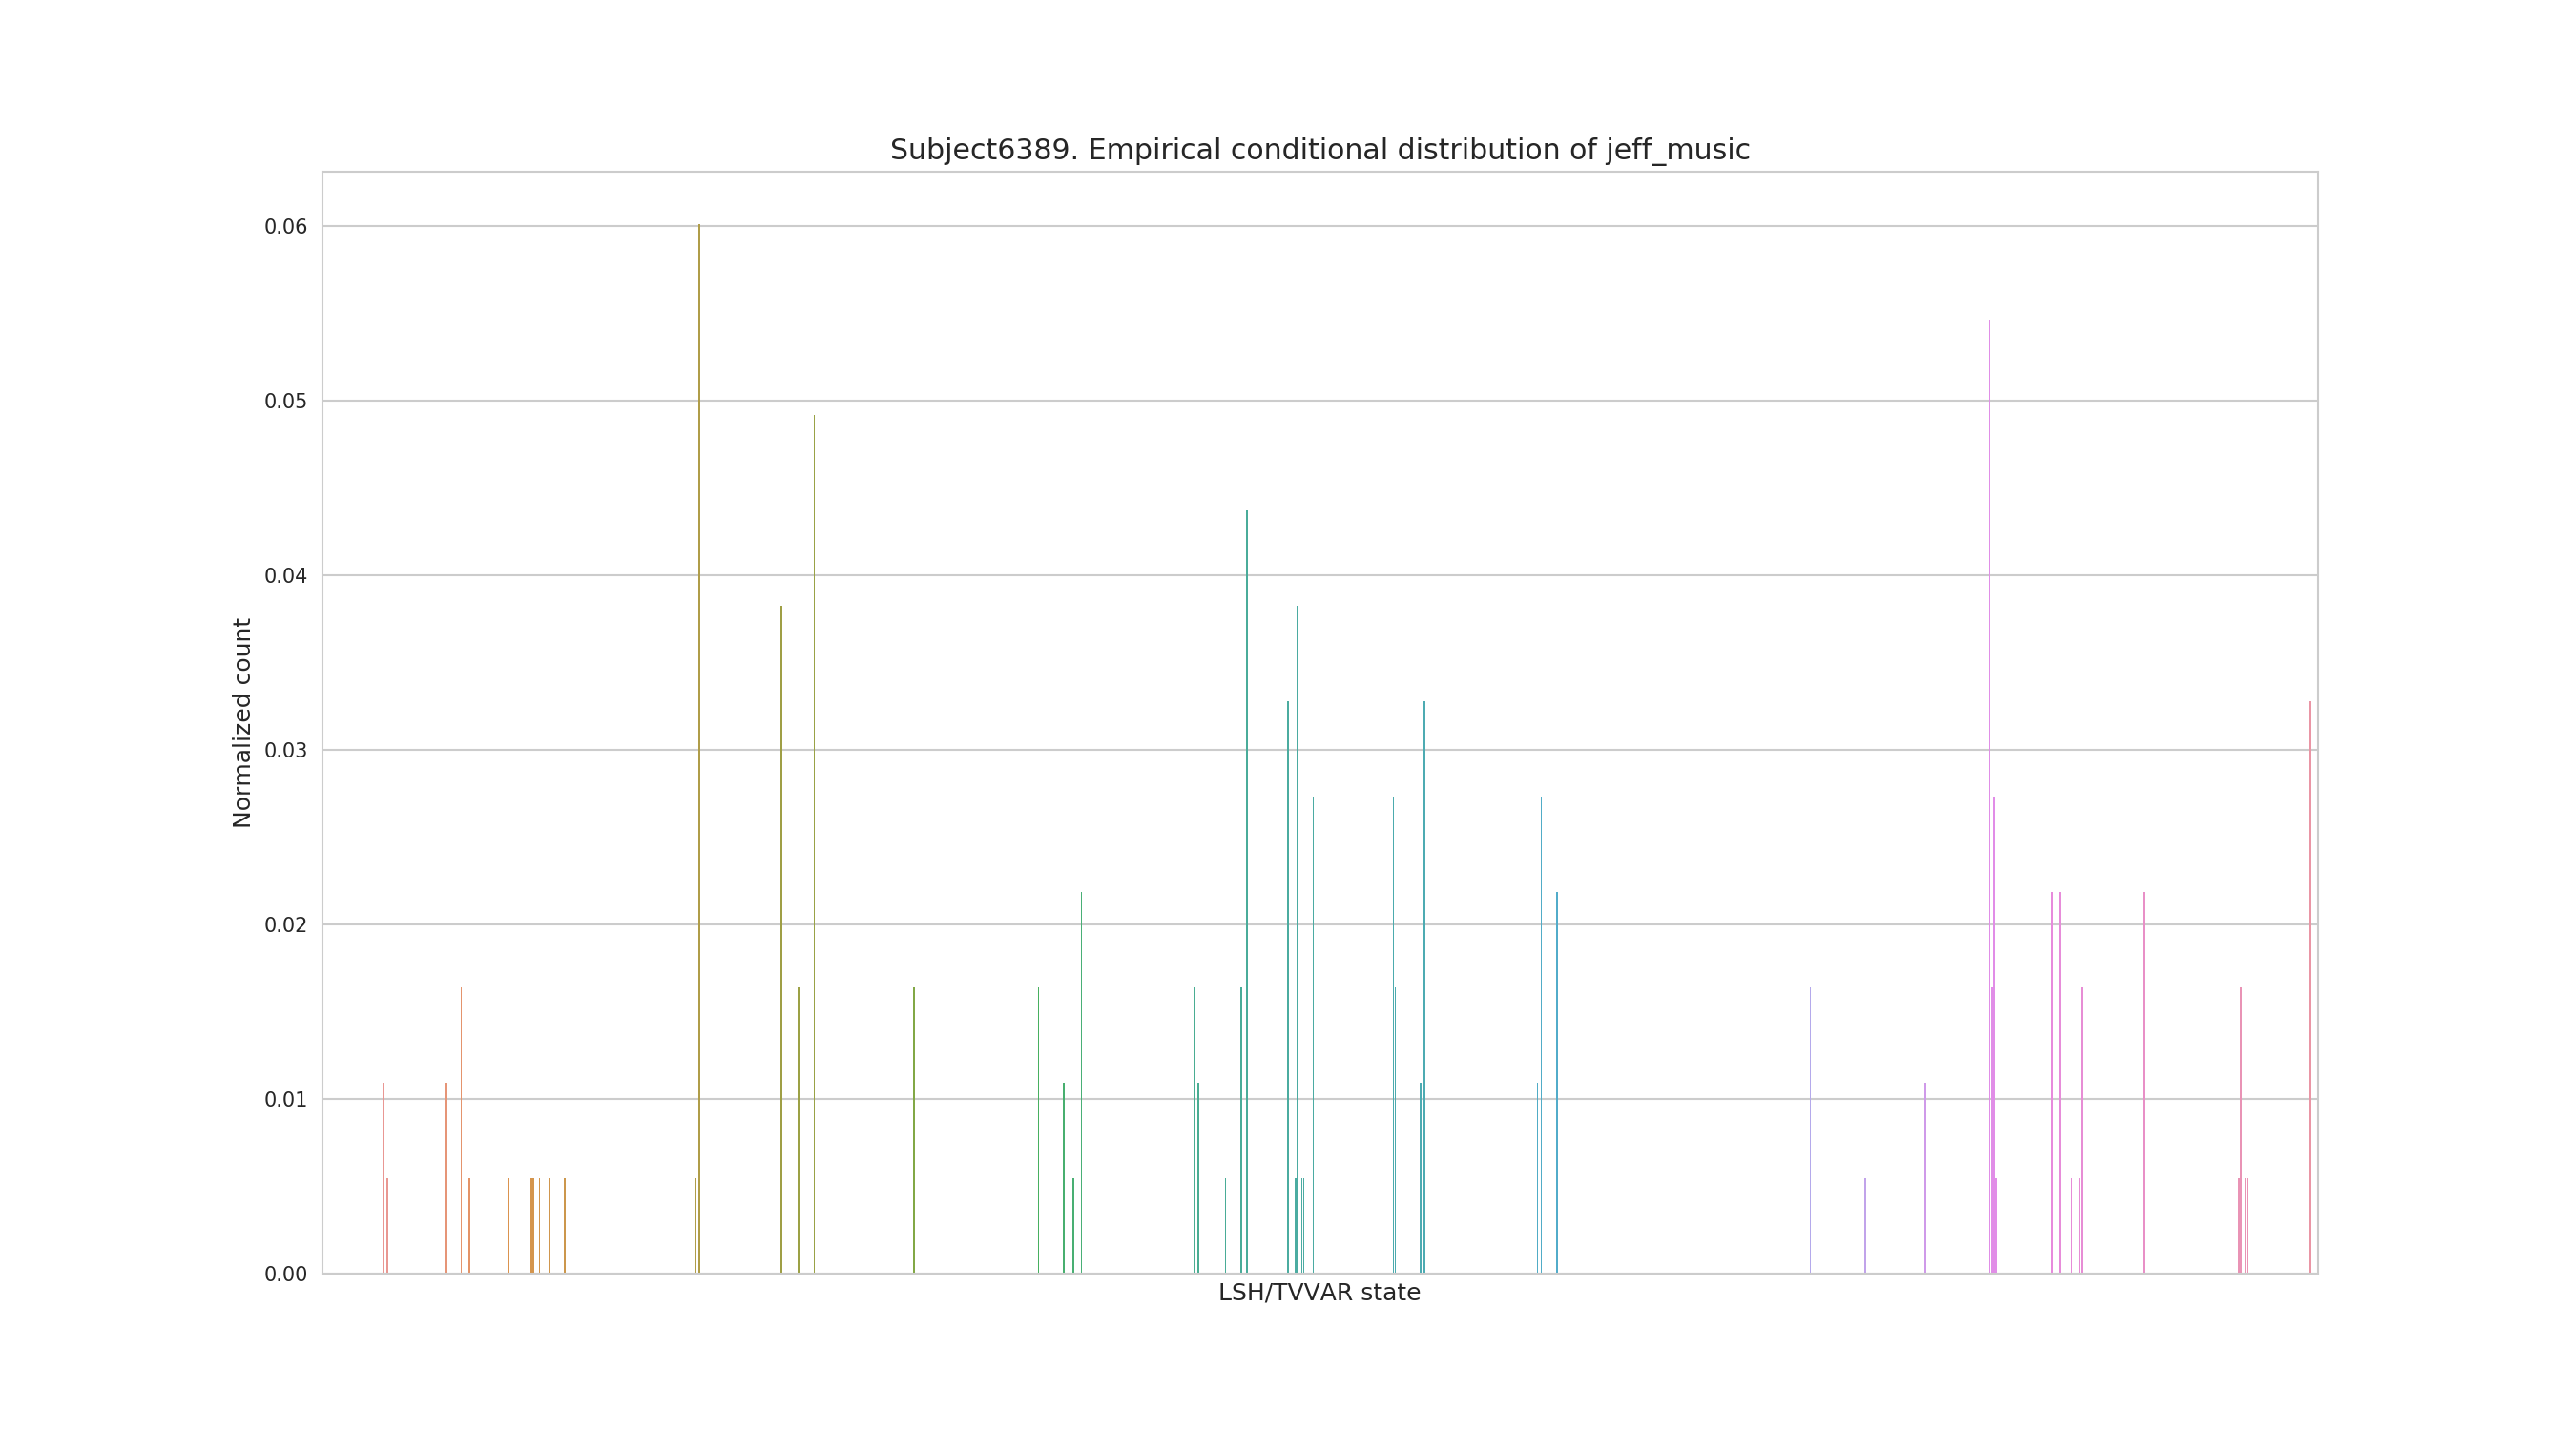 Subject6389. Empirical conditional distribution of jeff_music
0.06
0.05
0.04
0.03
0.02
0.01
0.00
Normalized count
LSH/TVVAR state